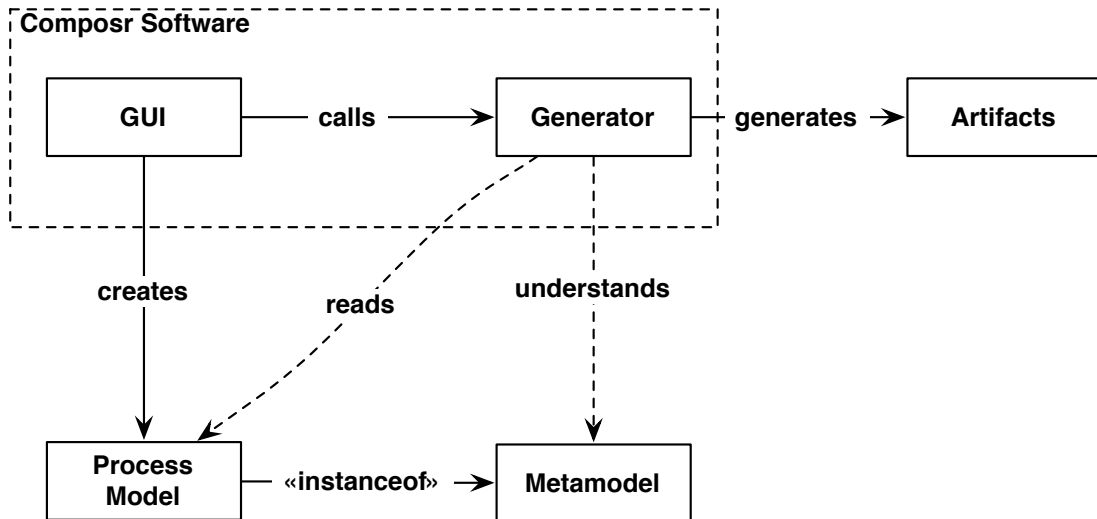 Composr Software
GUI
calls
Generator
generates
Artifacts
creates
reads
understands
Process
Model
«instanceof»
Metamodel